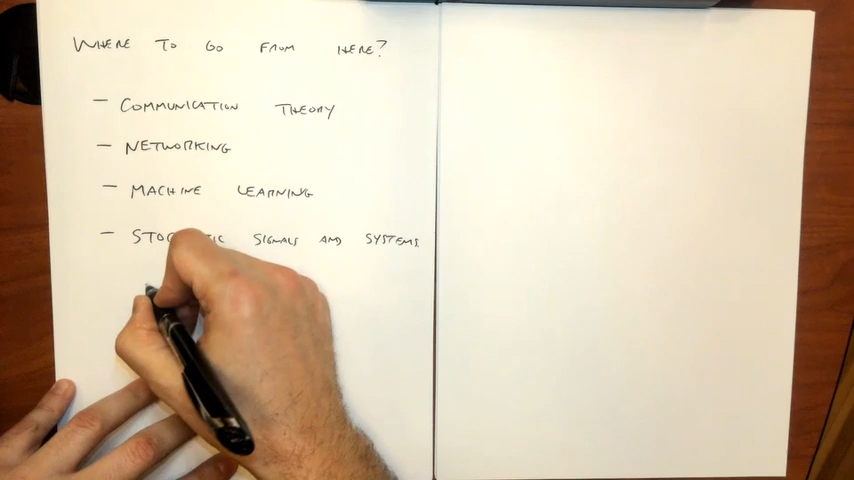 WHERE TO GO FROM HERE?
- COMMUNICATION THEORY
- NETWORKING
- MACHINE LEARNING
- SIGNALS AND SYSTEMS